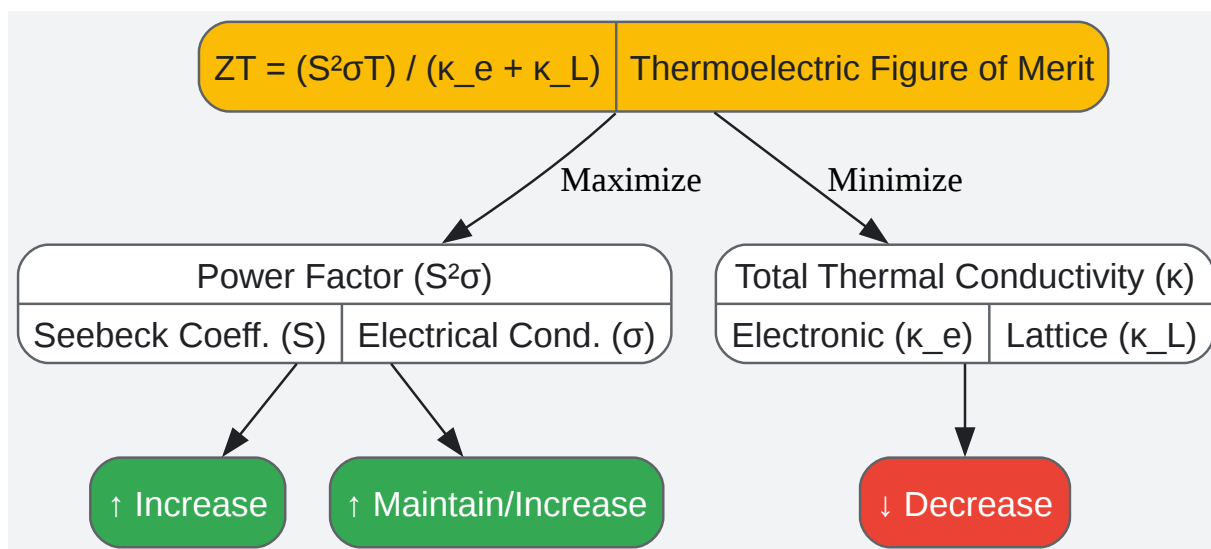 ZT = (S²σT) / (κ_e + κ_L)
Thermoelectric Figure of Merit
Maximize
Minimize
Power Factor (S²σ)
Seebeck Coeff. (S)
Electrical Cond. (σ)
Total Thermal Conductivity (κ)
Electronic (κ_e)
Lattice (κ_L)
↑ Increase
↑ Maintain/Increase
↓ Decrease